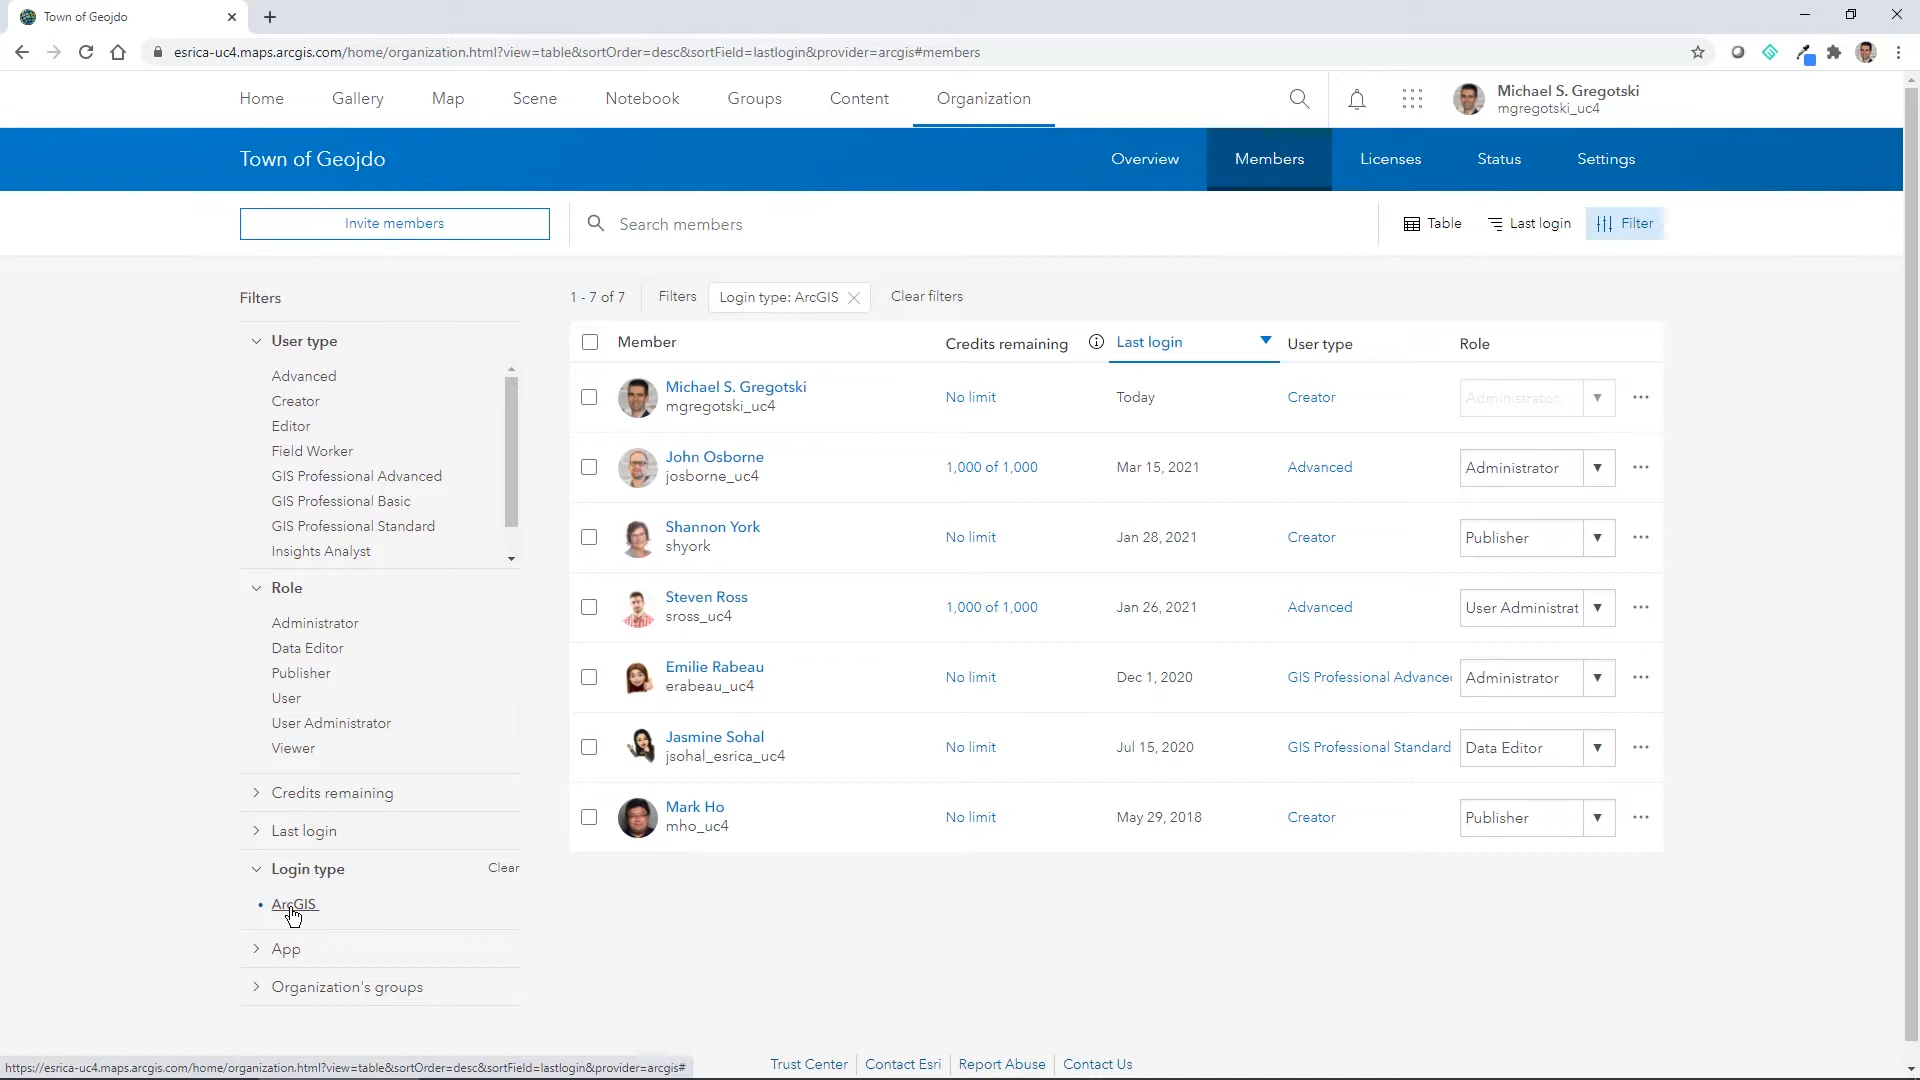 Town of Geojdo
esrica-uc4.maps.arcgis.com/home/organization.html?view=table&sortOrder=desc&sortField=lastlogin&provider=arcgis#members
Home Gallery Map Scene Notebook Groups Content Organization
Michael S. Gregotski
mgregotski_uc4
Town of Geojdo
Overview Members Licenses Status Settings
Invite members
Search members
Table Last login Filter
Filters
1 - 7 of 7 Filters Login type: ArcGIS Clear filters
User type
Advanced
Creator
Editor
Field Worker
GIS Professional Advanced
GIS Professional Basic
GIS Professional Standard
Insights Analyst
Role
Administrator
Data Editor
Publisher
User
User Administrator
Viewer
Credits remaining
Last login
Login type Clear
ArcGIS
App
Organization's groups
Member Credits remaining Last login User type Role
Michael S. Gregotski
mgregotski_uc4
No limit Today Creator Administrator
John Osborne
josborne_uc4
1,000 of 1,000 Mar 15, 2021 Advanced Administrator
Shannon York
shyork
No limit Jan 28, 2021 Creator Publisher
Steven Ross
sross_uc4
1,000 of 1,000 Jan 26, 2021 Advanced User Administrat
Emilie Rabeau
erabeau_uc4
No limit Dec 1, 2020 GIS Professional Advanced Administrator
Jasmine Sohal
jsohal_esrica_uc4
No limit Jul 15, 2020 GIS Professional Standard Data Editor
Mark Ho
mho_uc4
No limit May 29, 2018 Creator Publisher
https://esrica-uc4.maps.arcgis.com/home/organization.html?view=table&sortOrder=desc&sortField=lastlogin&provider=arcgis#
Trust Center Contact Esri Report Abuse Contact Us